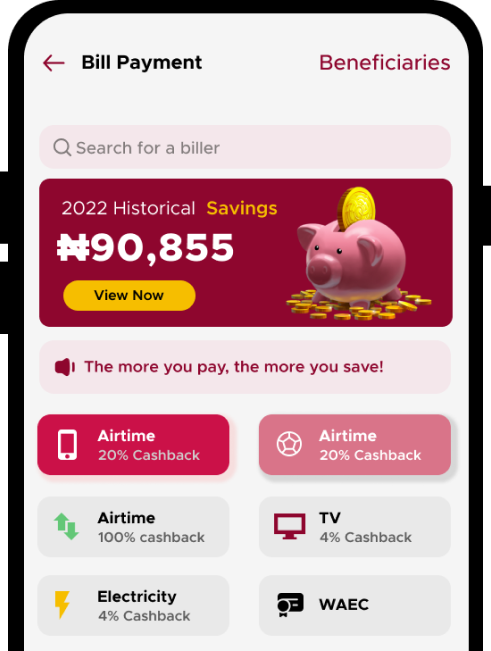 Bill Payment
Beneficiaries
Search for a biller
2022 Historical Savings
₦90,855
View Now
The more you pay, the more you save!
Airtime
20% Cashback
Airtime
20% Cashback
Airtime
100% cashback
TV
4% Cashback
Electricity
4% Cashback
WAEC